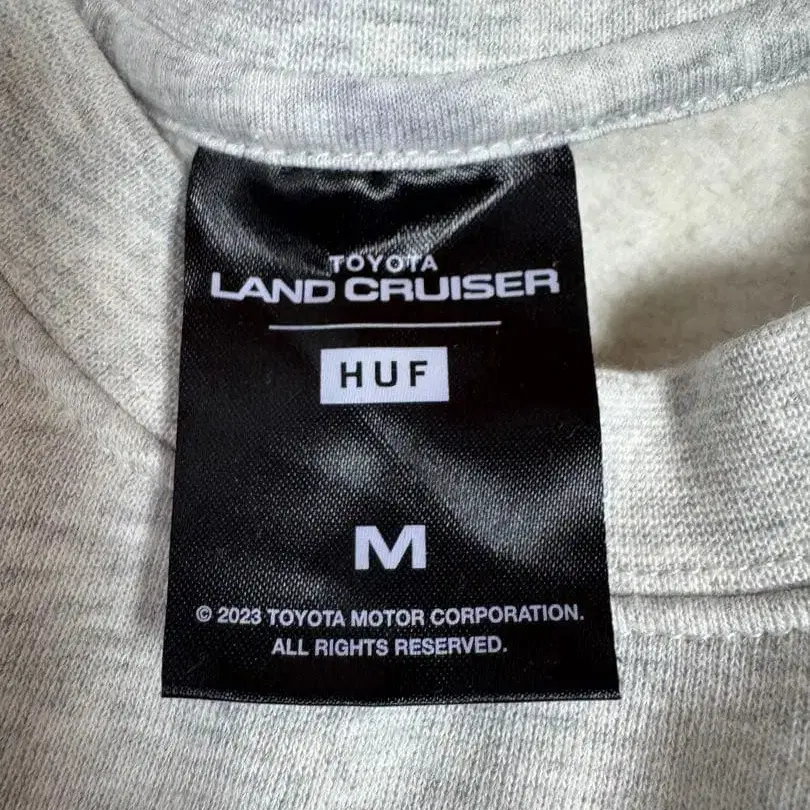 TOYOTA
LAND CRUISER
HUF
M
© 2023 TOYOTA MOTOR CORPORATION.
ALL RIGHTS RESERVED.